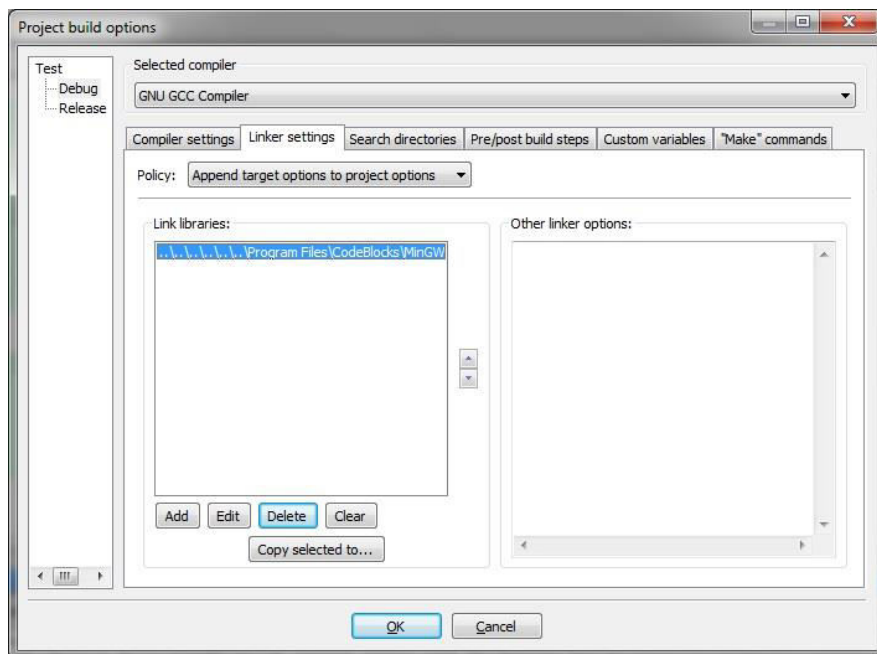 Project build options
Test
Debug
Release
Selected compiler
GNU GCC Compiler
Compiler settings Linker settings Search directories Pre/post build steps Custom variables "Make" commands
Policy: Append target options to project options
Link libraries: Other linker options:
..\..\..\..\..\..\Program Files\CodeBlocks\MinGW
Add Edit Delete Clear
Copy selected to...
OK Cancel